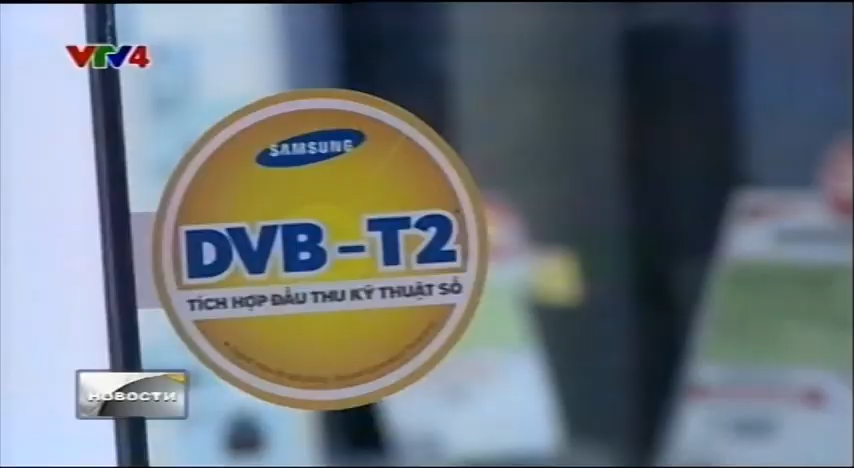 VTV4
SAMSUNG
DVB-T2
TÍCH HỢP ĐẦU THU KỸ THUẬT SỐ
НОВОСТИ